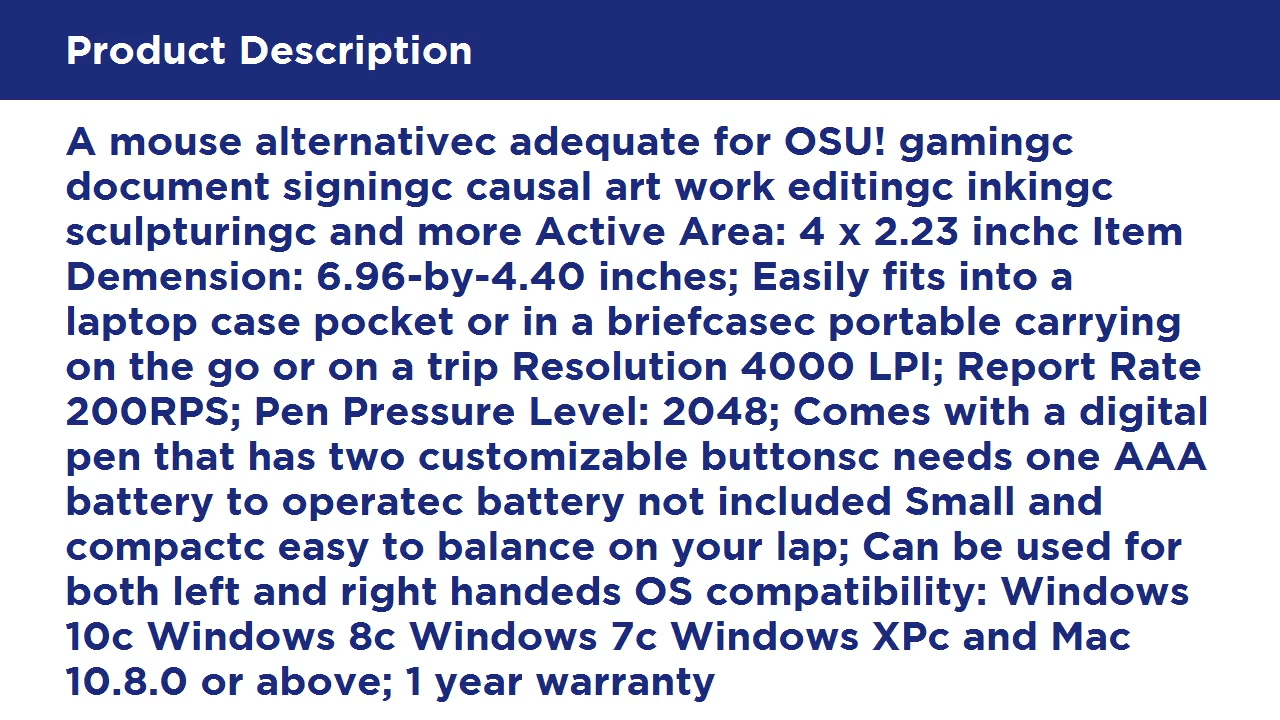 Product Description
A mouse alternativec adequate for OSU! gamingc
document signingc causal art work editingc inkingc
sculpturingc and more Active Area: 4 x 2.23 inchc Item
Demension: 6.96-by-4.40 inches; Easily fits into a
laptop case pocket or in a briefcasec portable carrying
on the go or on a trip Resolution 4000 LPI; Report Rate
200RPS; Pen Pressure Level: 2048; Comes with a digital
pen that has two customizable buttonsc needs one AAA
battery to operatec battery not included Small and
compactc easy to balance on your lap; Can be used for
both left and right handeds OS compatibility: Windows
10c Windows 8c Windows 7c Windows XPc and Mac
10.8.0 or above; 1 year warranty